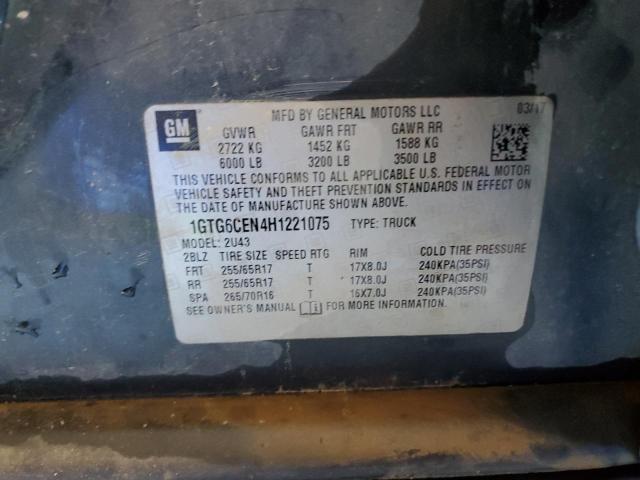 MFD BY GENERAL MOTORS LLC 03/17
GM
GVWR GAWR FRT GAWR RR
2722 KG 1452 KG 1588 KG
6000 LB 3200 LB 3500 LB
THIS VEHICLE CONFORMS TO ALL APPLICABLE U.S. FEDERAL MOTOR
VEHICLE SAFETY AND THEFT PREVENTION STANDARDS IN EFFECT ON
THE DATE OF MANUFACTURE SHOWN ABOVE.
1GTG6CEN4H1221075 TYPE: TRUCK
MODEL: 2U43
2BLZ TIRE SIZE SPEED RTG RIM COLD TIRE PRESSURE
FRT 255/65R17 T 17X8.0J 240KPA(35PSI)
RR 255/65R17 T 17X8.0J 240KPA(35PSI)
SPA 265/70R16 T 16X7.0J 240KPA(35PSI)
SEE OWNER'S MANUAL FOR MORE INFORMATION.